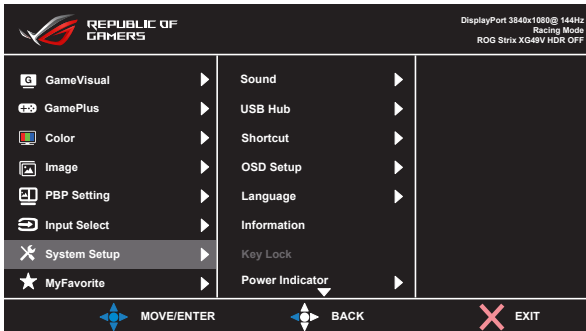 REPUBLIC OF
GAMERS
DisplayPort 3840x1080@ 144Hz
Racing Mode
ROG Strix XG49V HDR OFF
G GameVisual
GamePlus
Color
Image
PBP Setting
Input Select
System Setup
MyFavorite
Sound
USB Hub
Shortcut
OSD Setup
Language
Information
Key Lock
Power Indicator
MOVE/ENTER
BACK
EXIT